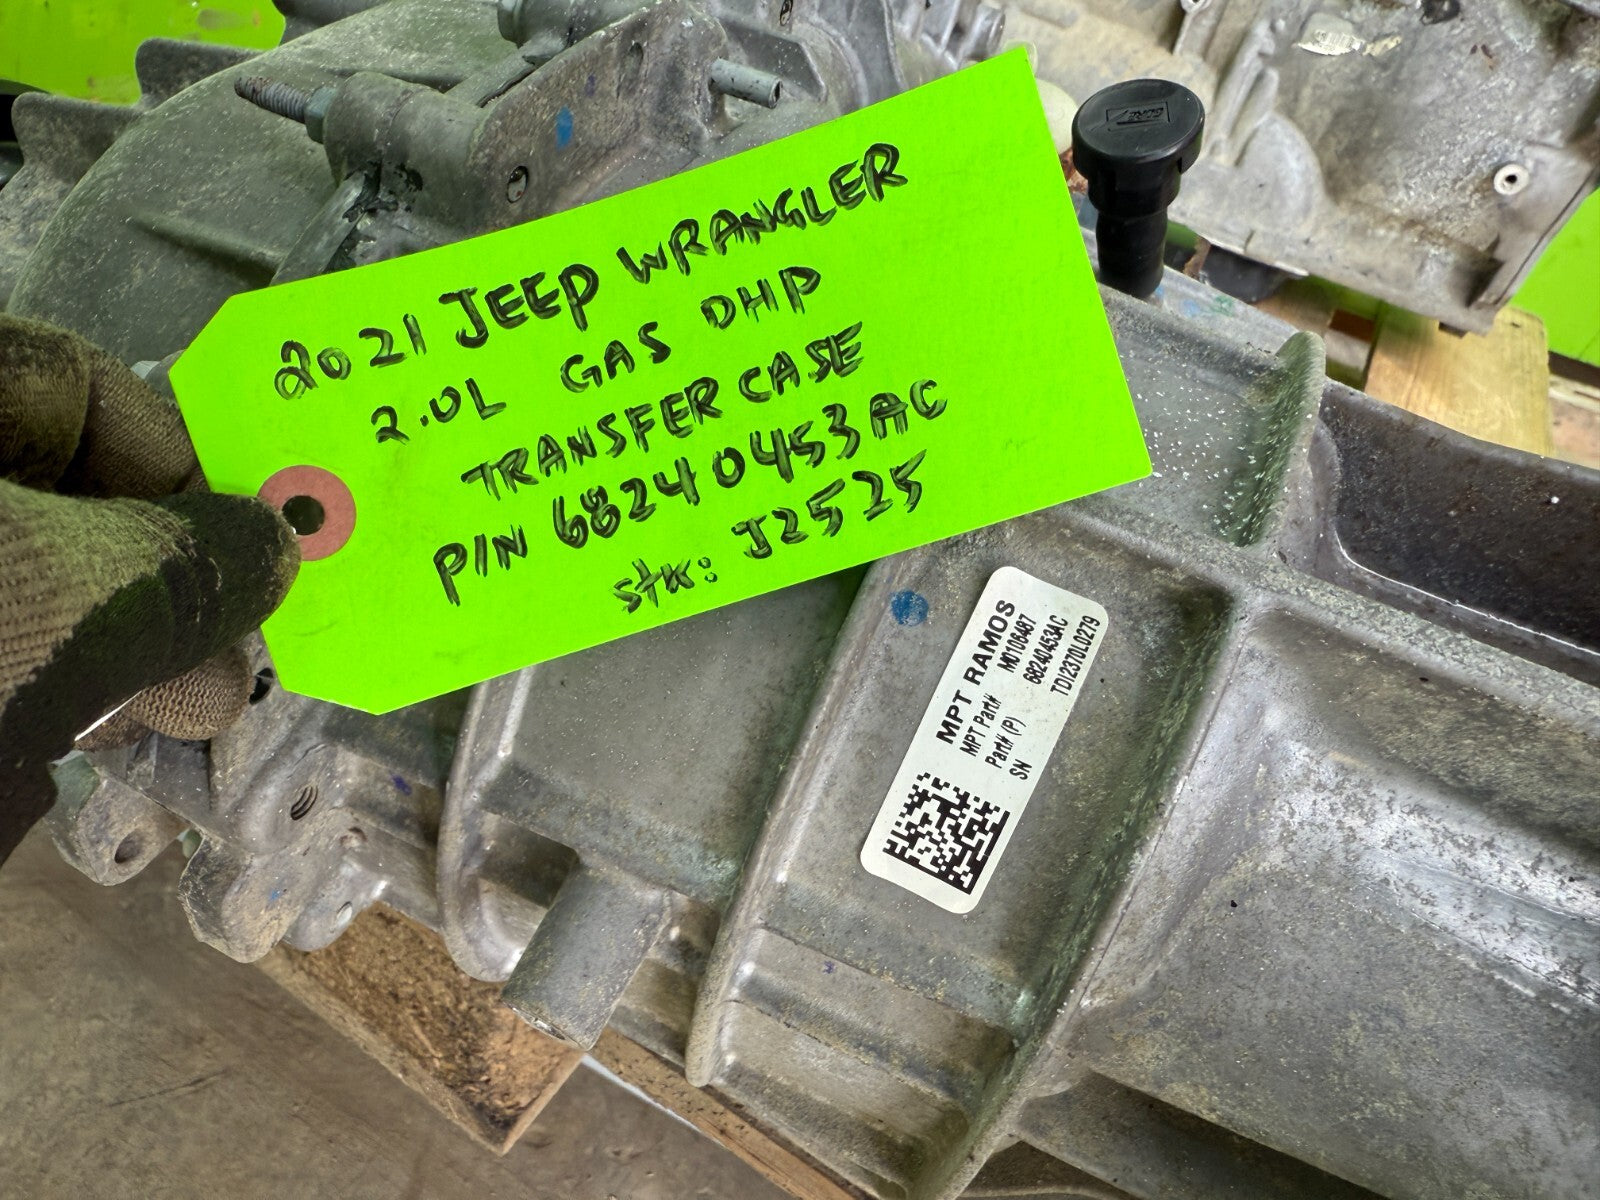 2021 JEEP WRANGLER
2.0L GAS DHP
TRANSFER CASE
P/N 68240453AC
Stk: J2525
MPT RAMOS
MPT Part# M0106487
Part# (P) 68240453AC
SN TDI2370L0279